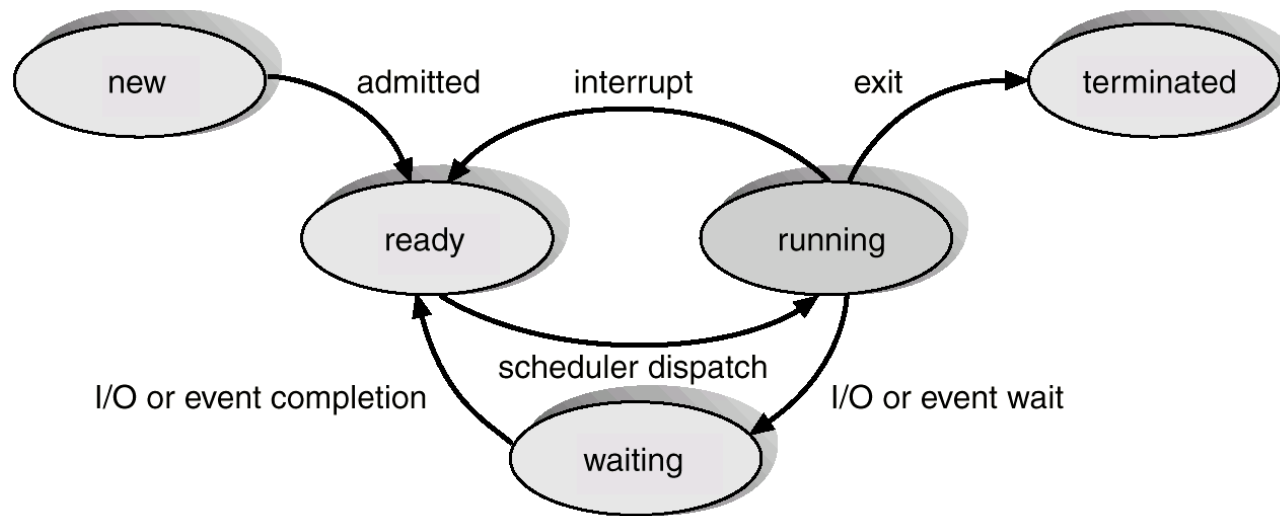 new
admitted
interrupt
exit
terminated
ready
running
scheduler dispatch
I/O or event completion
I/O or event wait
waiting